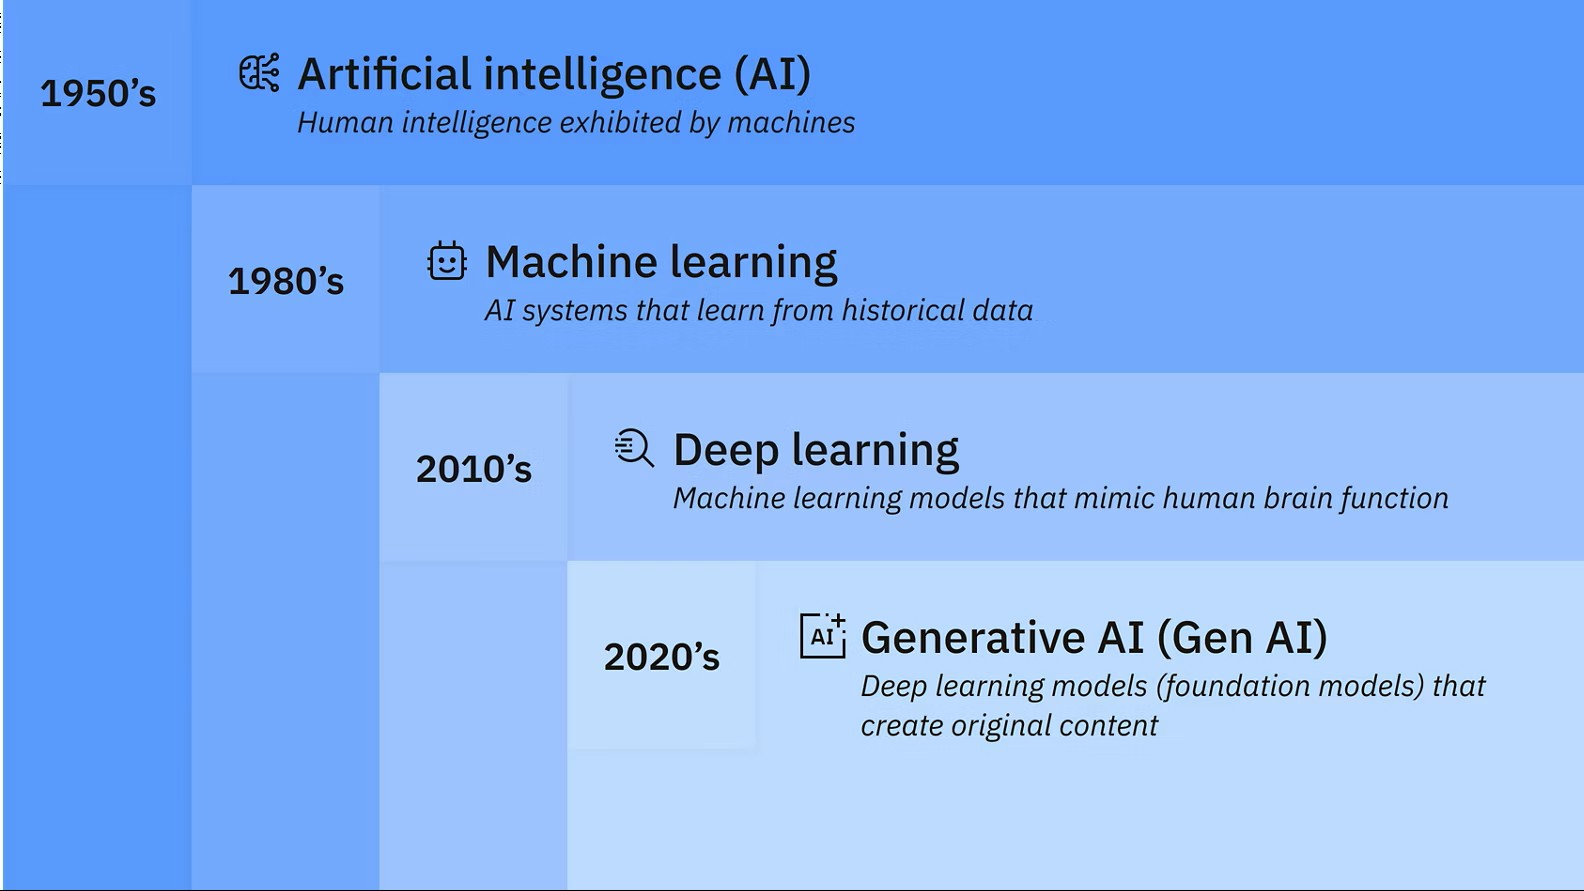 1950’s
Artificial intelligence (AI)
Human intelligence exhibited by machines
1980’s
Machine learning
AI systems that learn from historical data
2010’s
Deep learning
Machine learning models that mimic human brain function
2020’s
AI
Generative AI (Gen AI)
Deep learning models (foundation models) that
create original content